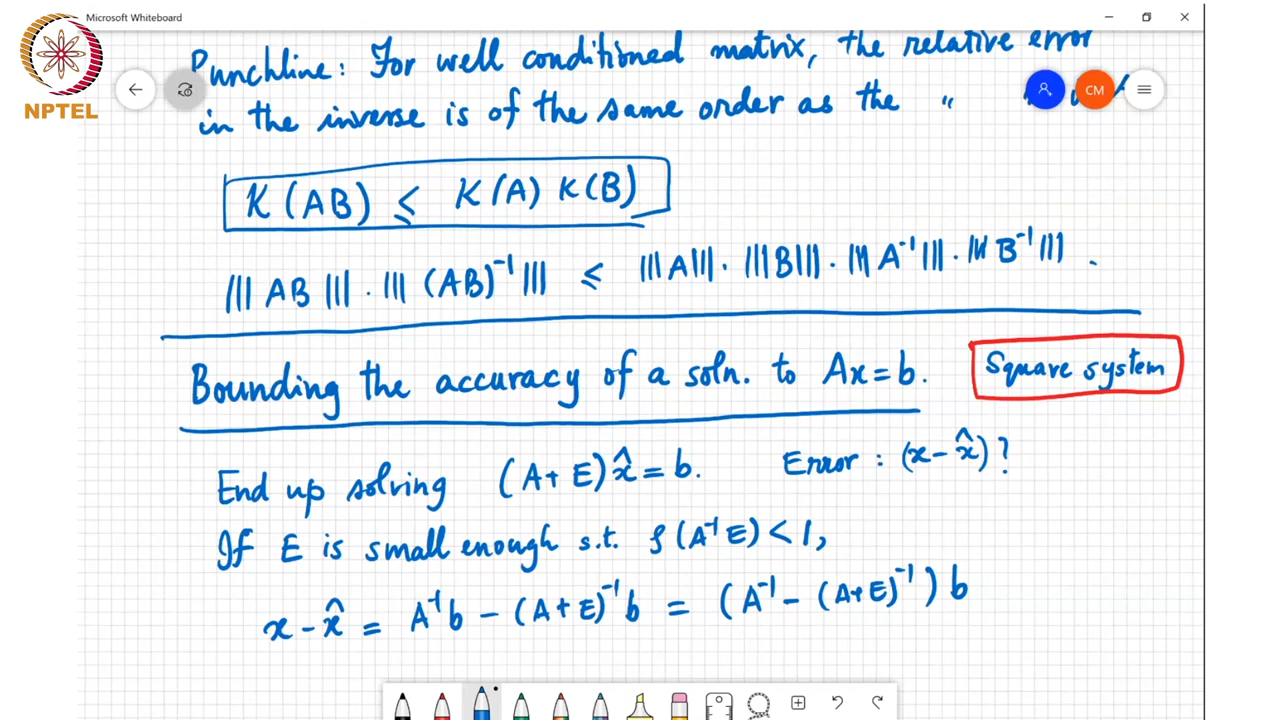 Microsoft Whiteboard
NPTEL
CM
Punchline: For well conditioned matrix, the relative error
in the inverse is of the same order as the "
K(AB) ≤ K(A) K(B)
||| AB ||| · ||| (AB)⁻¹ ||| ≤ ||| A ||| · ||| B ||| · ||| A⁻¹ ||| · ||| B⁻¹ ||| .
Bounding the accuracy of a soln. to Ax = b.
Square system
End up solving (A + E) x̂ = b. Error : (x - x̂)?
If E is small enough s.t. ρ(A⁻¹E) < 1,
x - x̂ = A⁻¹b - (A+E)⁻¹b = (A⁻¹ - (A+E)⁻¹) b